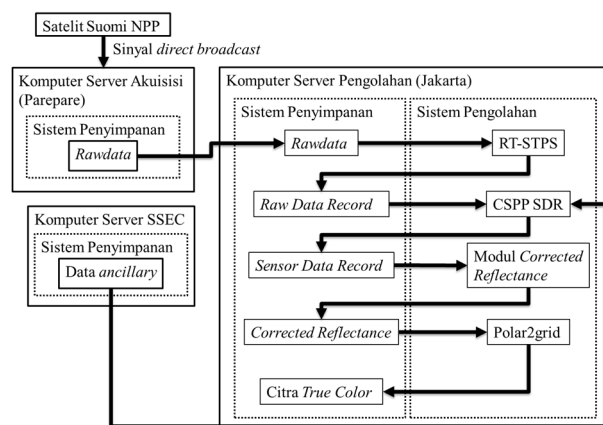 Satelit Suomi NPP
Sinyal direct broadcast
Komputer Server Akuisisi
(Parepare)
Sistem Penyimpanan
Rawdata
Komputer Server SSEC
Sistem Penyimpanan
Data ancillary
Komputer Server Pengolahan (Jakarta)
Sistem Penyimpanan
Sistem Pengolahan
Rawdata
RT-STPS
Raw Data Record
CSPP SDR
Sensor Data Record
Modul Corrected
Reflectance
Corrected Reflectance
Polar2grid
Citra True Color